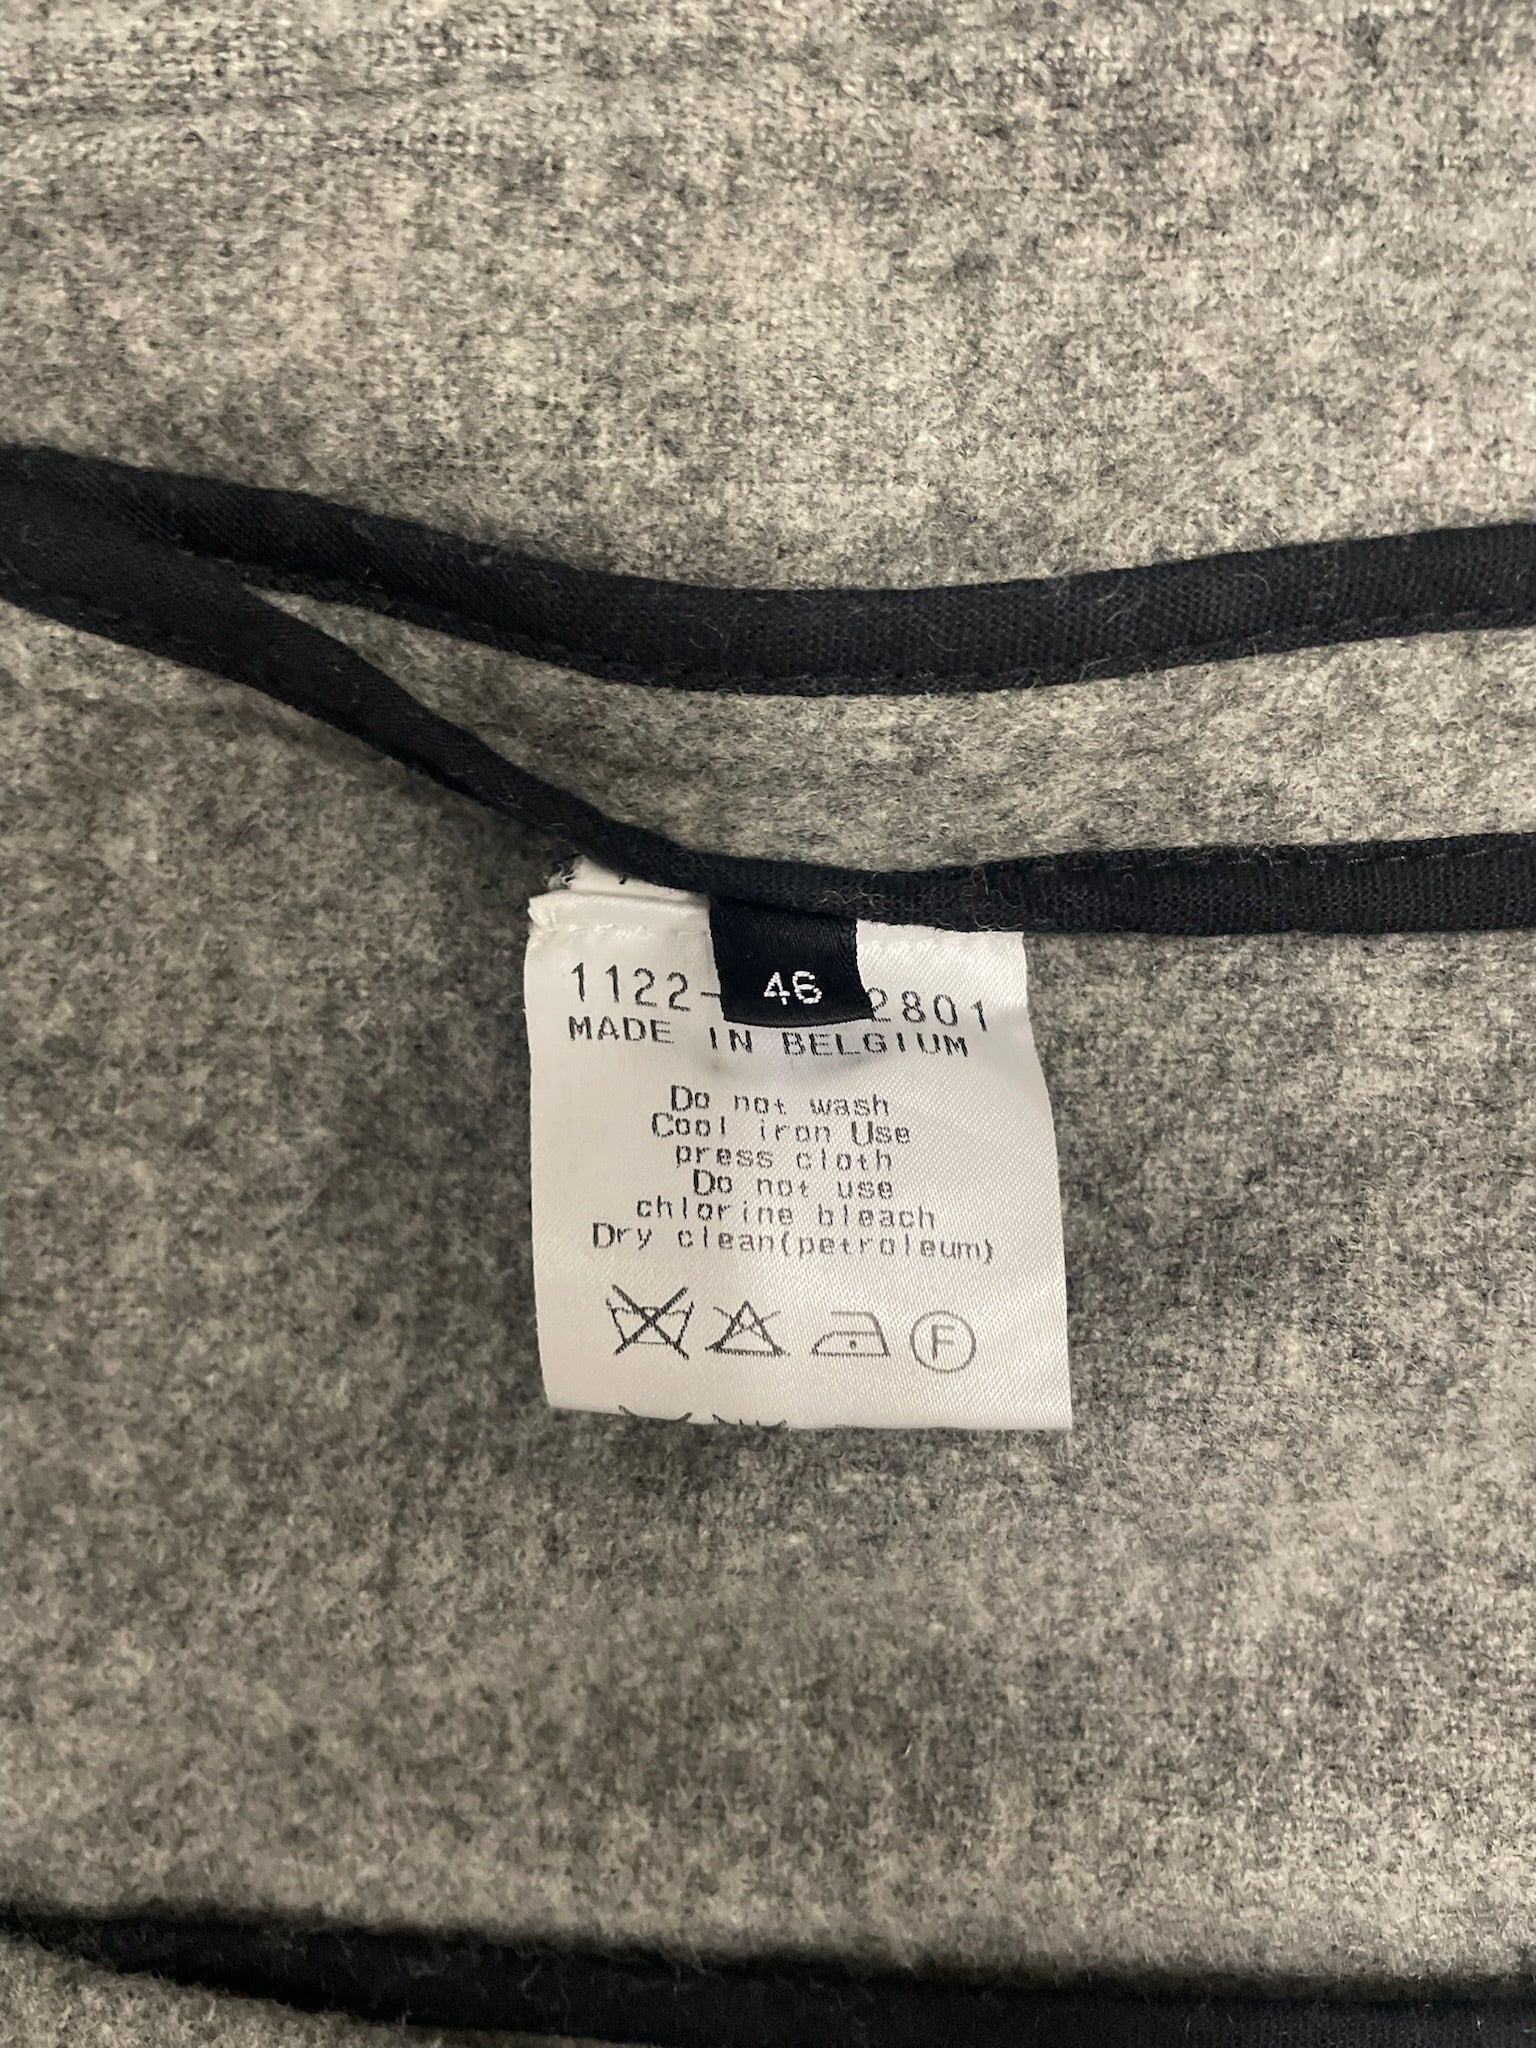 46
1122- 2801
MADE IN BELGIUM
Do not wash
Cool iron Use
press cloth
Do not use
chlorine bleach
Dry clean(petroleum)
F